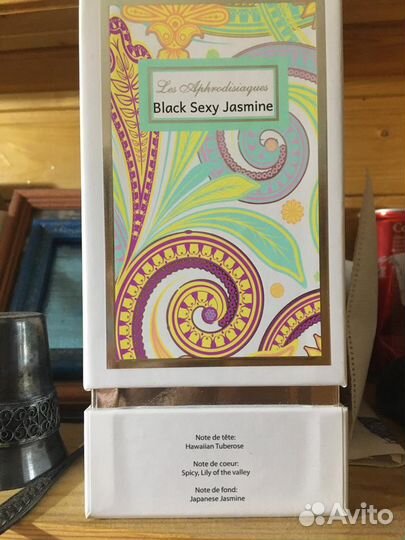 Les Aphrodisiaques
Black Sexy Jasmine
Note de tête:
Hawaiian Tuberose
Note de coeur:
Spicy, Lily of the valley
Note de fond:
Japanese Jasmine
Avito